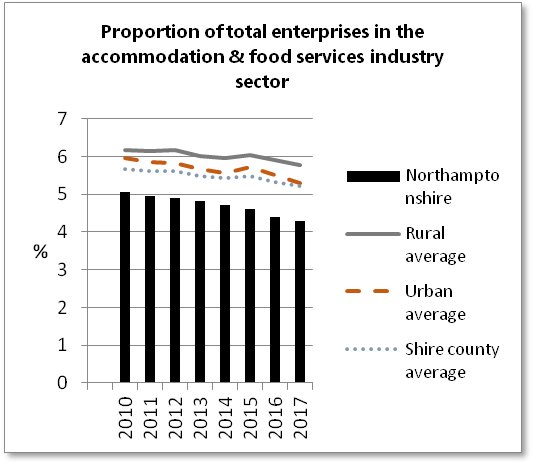 Proportion of total enterprises in the
accommodation & food services industry
sector
7
6
5
4
3
2
1
0
%
2010
2011
2012
2013
2014
2015
2016
2017
Northampto
nshire
Rural
average
Urban
average
Shire county
average